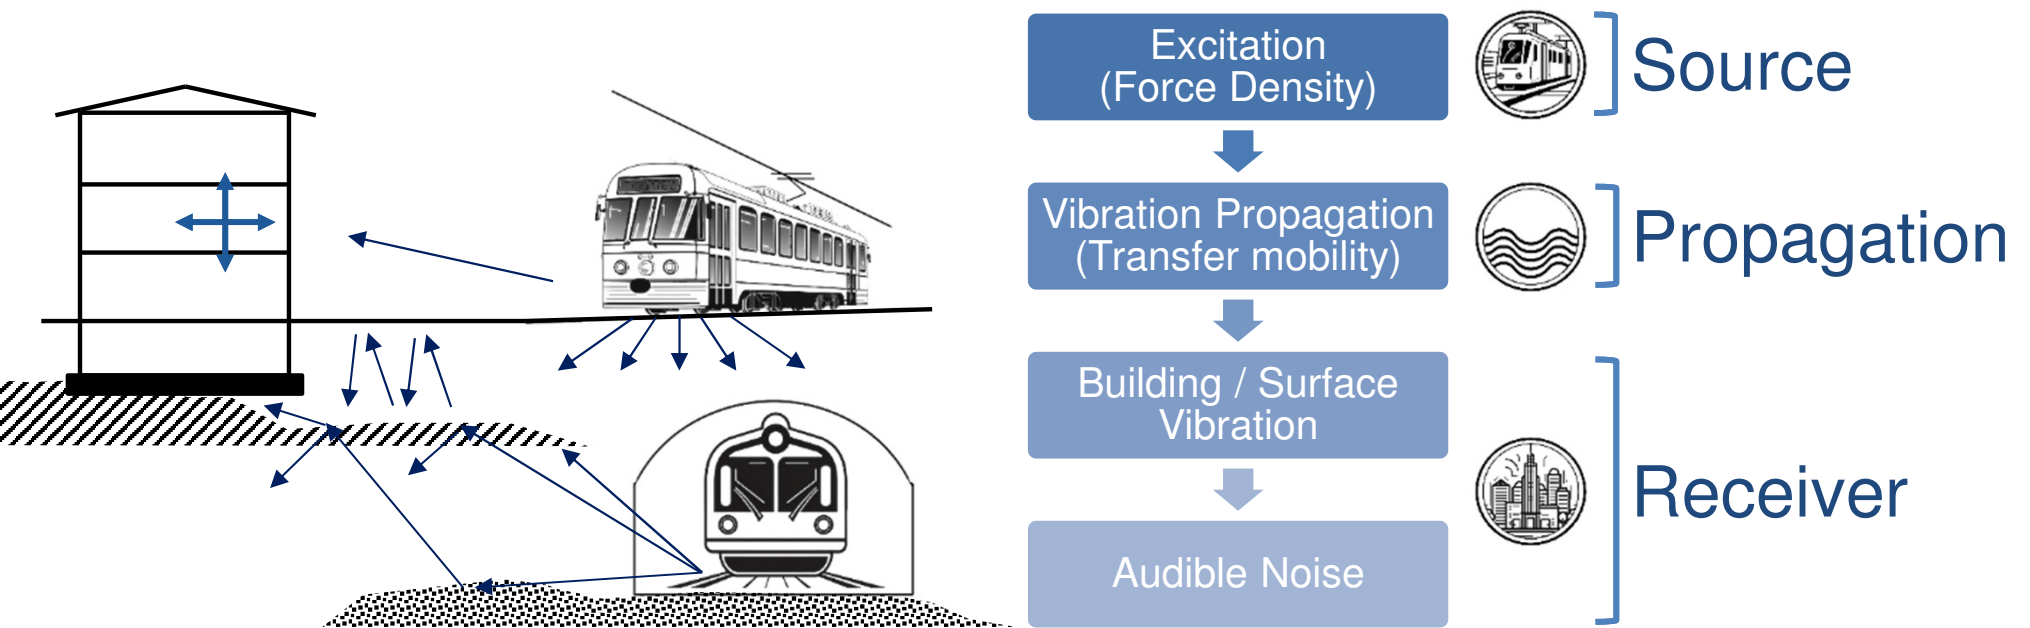 Excitation
(Force Density)
Source
Vibration Propagation
(Transfer mobility)
Propagation
Building / Surface
Vibration
Receiver
Audible Noise